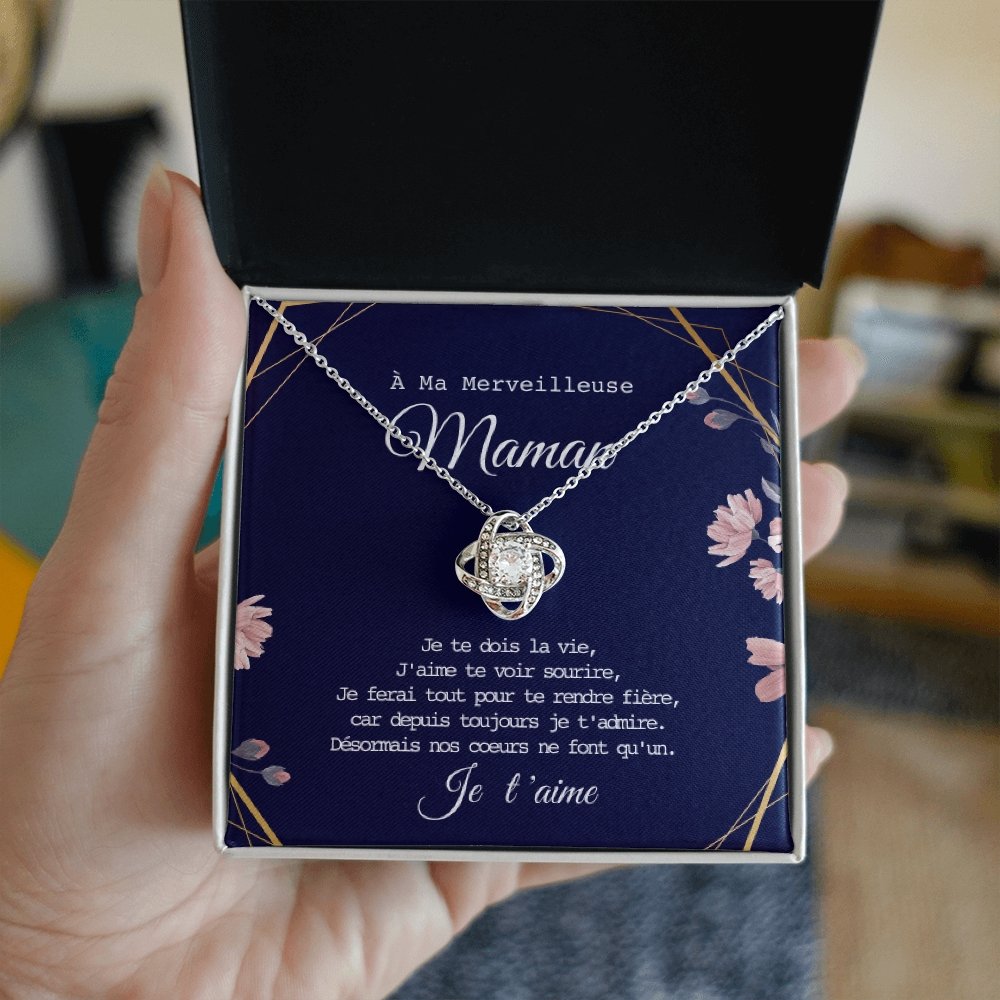 À Ma Merveilleuse
Maman
Je te dois la vie,
J'aime te voir sourire,
Je ferai tout pour te rendre fière,
car depuis toujours je t'admire.
Désormais nos coeurs ne font qu'un.
Je t'aime